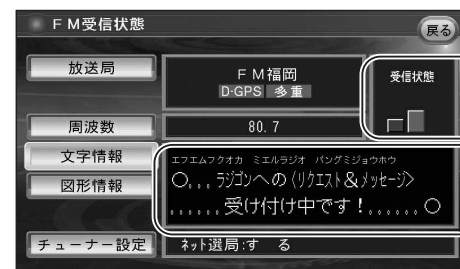 FM受信状態
戻る
放送局
FM福岡
D·GPS 多重
受信状態
周波数
80. 7
文字情報
エフエムフクオカ ミエルラジオ バングミジョウホウ
図形情報
○... ラジゴンへの〈リクエスト&メッセージ〉
...... 受け付け中です!...... ○
チューナー設定
ネット選局:す る